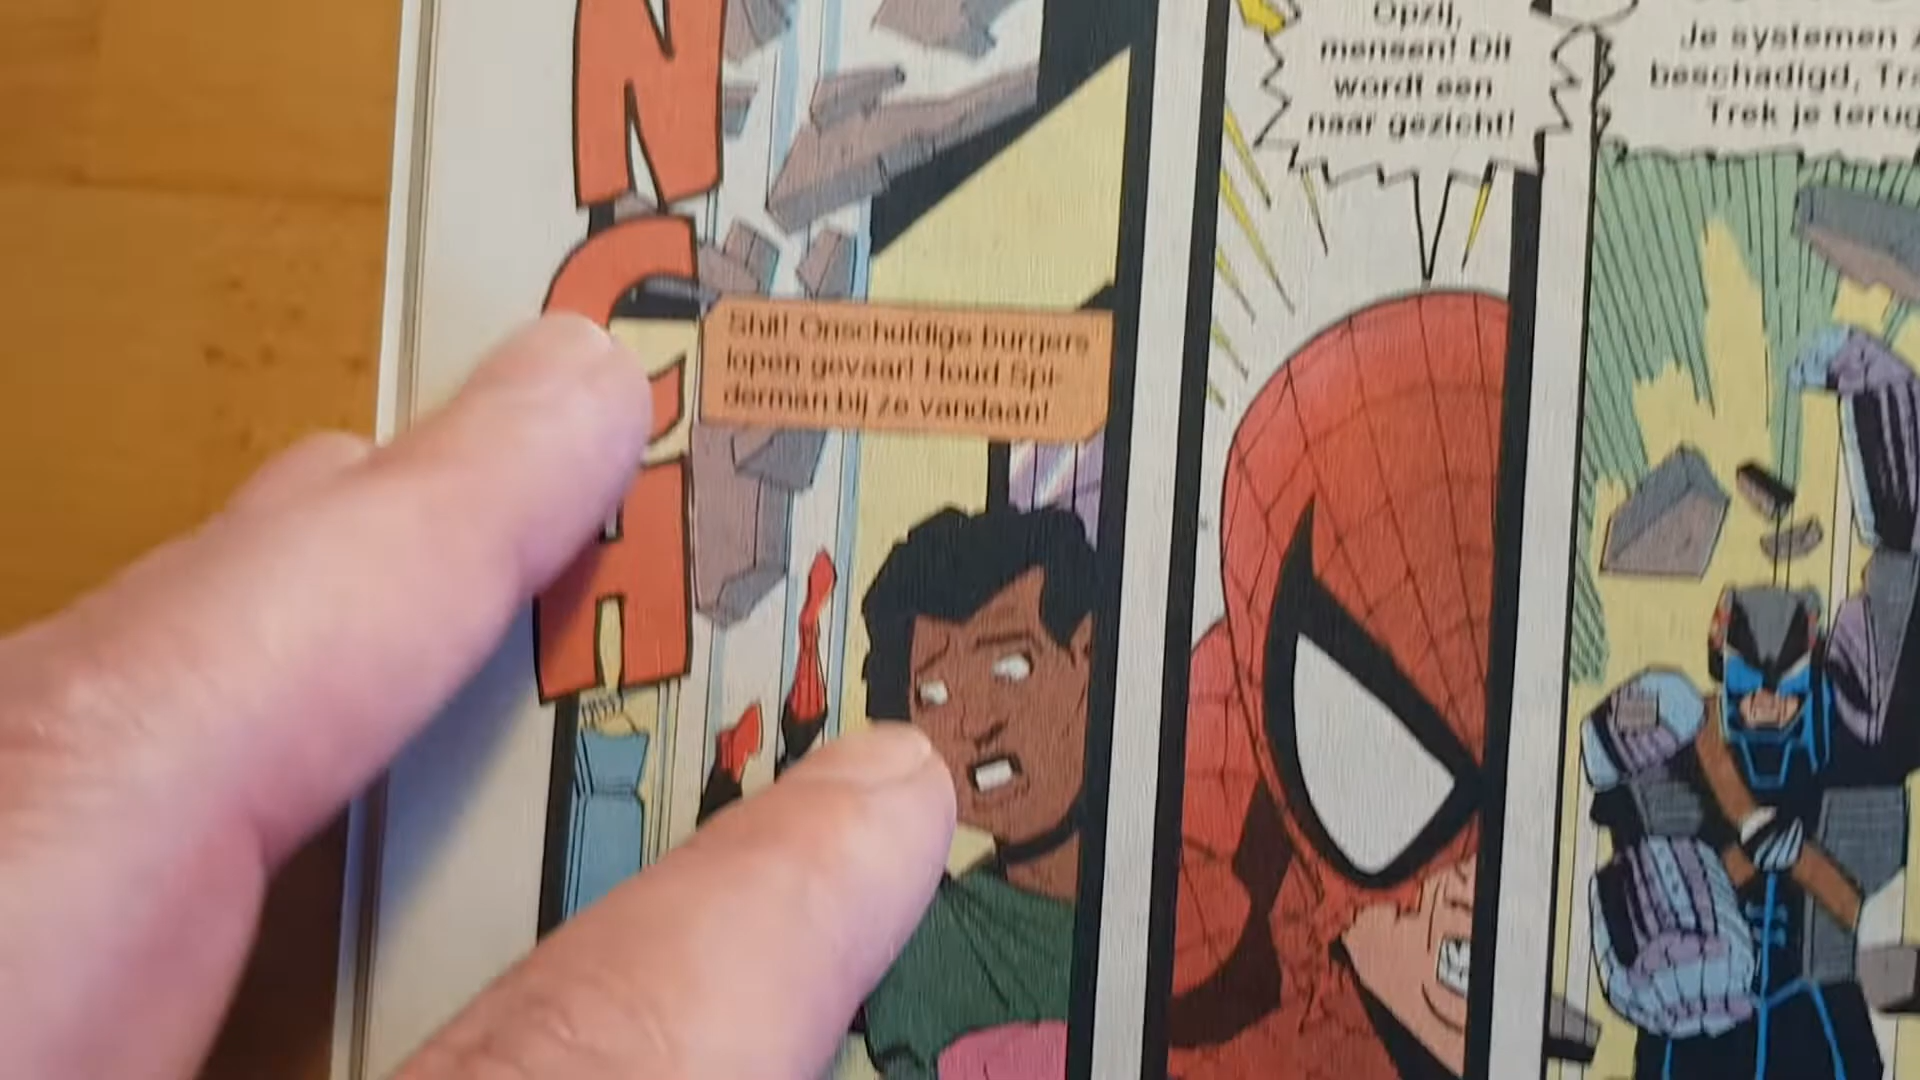 N
C
H
Shit! Onschuldige burgers
lopen gevaar! Houd Spi-
derman bij ze vandaan!
Opzij,
mensen! Dit
wordt een
naar gezicht!
Je systemen
beschadigd,
Trek je terug